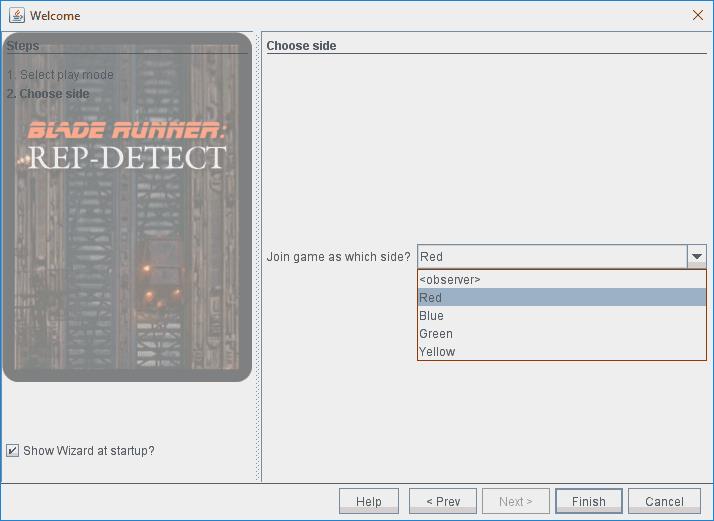 Welcome
Steps
1. Select play mode
2. Choose side
BLADE RUNNER:
REP-DETECT
Show Wizard at startup?
Choose side
Join game as which side?
Red
<observer>
Red
Blue
Green
Yellow
Help
< Prev
Next >
Finish
Cancel